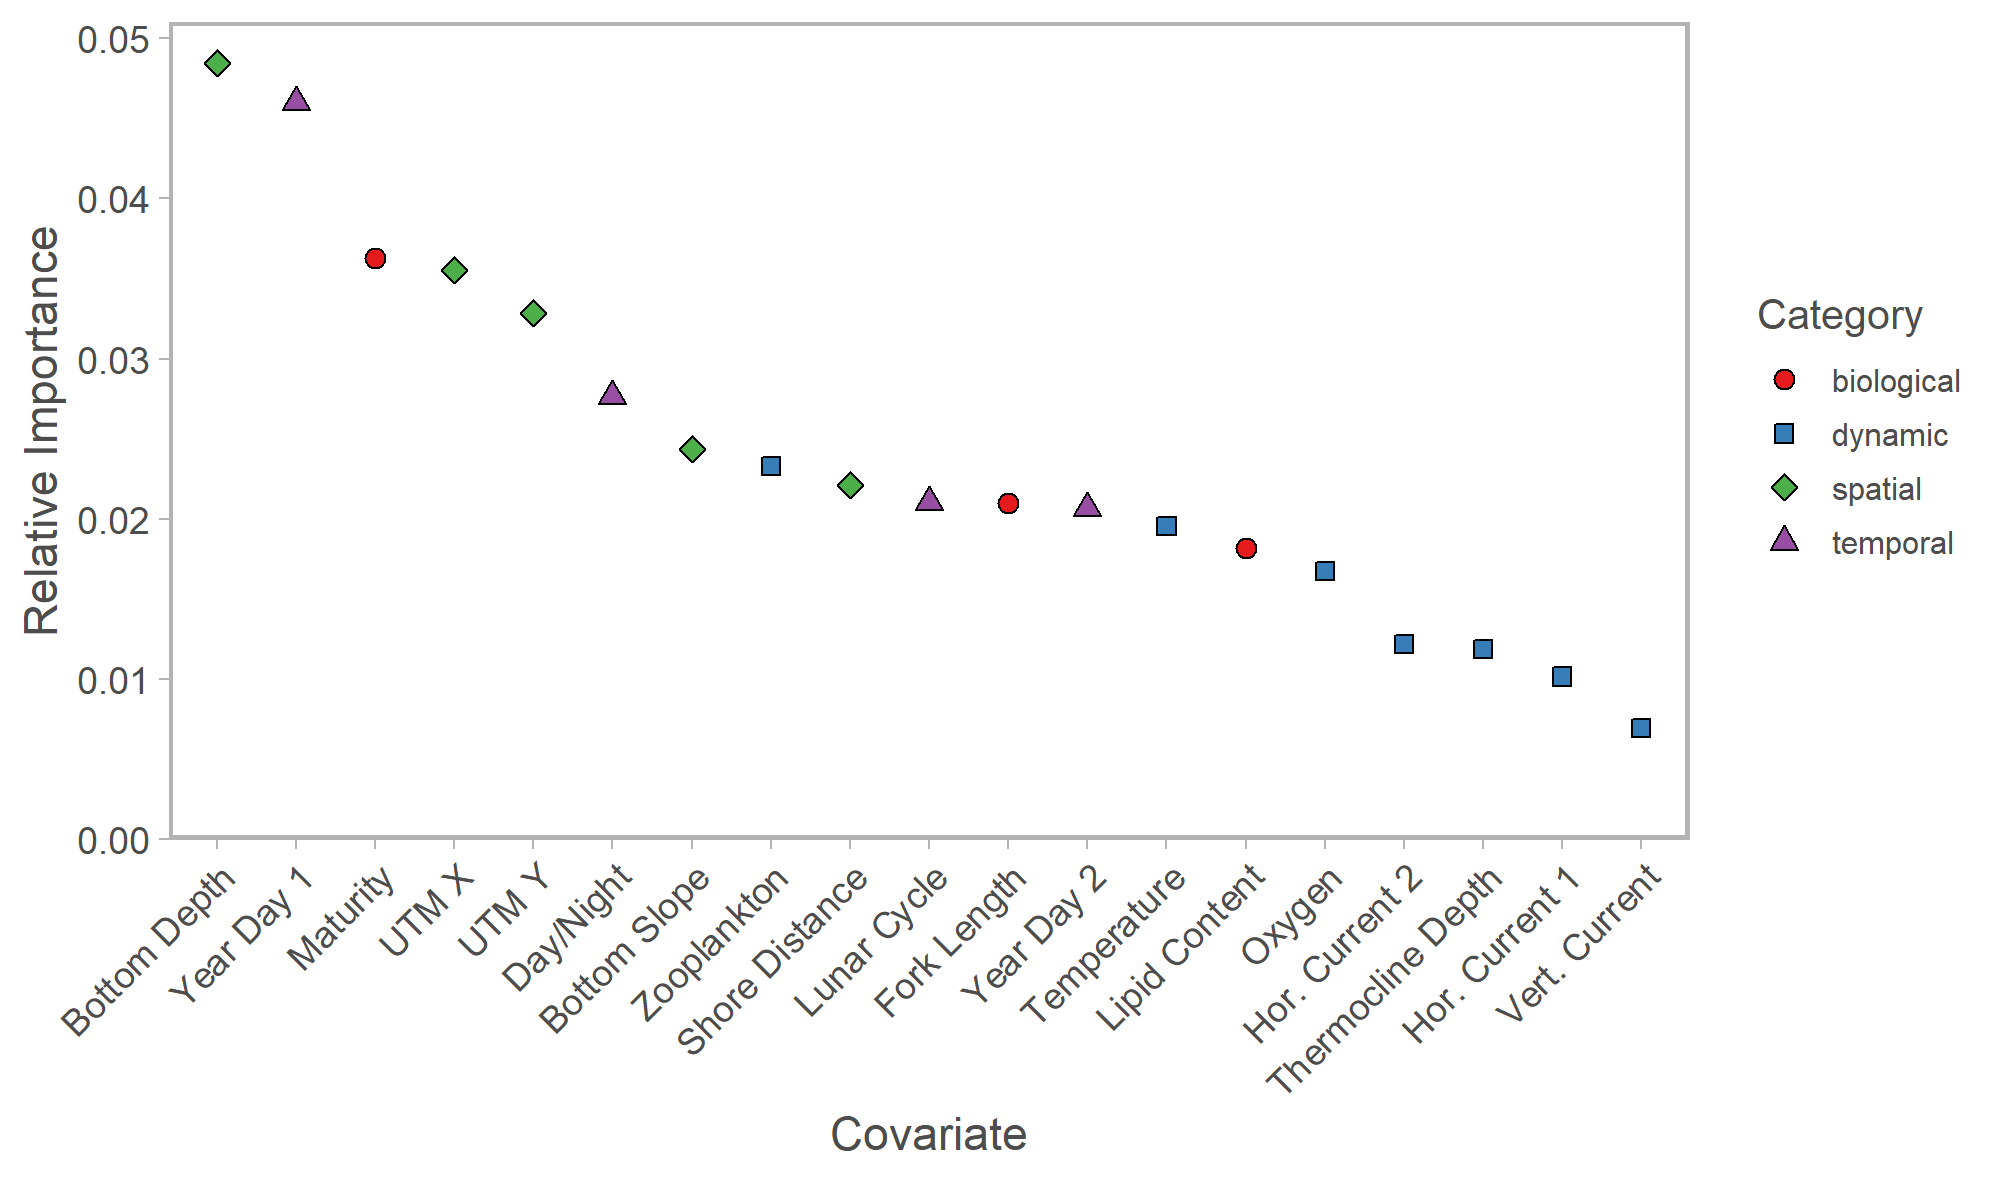 0.05
0.04
0.03
0.02
0.01
0.00
Relative Importance
Bottom Depth
Year Day 1
Maturity
UTM X
UTM Y
Day/Night
Bottom Slope
Zooplankton
Shore Distance
Lunar Cycle
Fork Length
Year Day 2
Temperature
Lipid Content
Oxygen
Hor. Current 2
Thermocline Depth
Hor. Current 1
Vert. Current
Covariate
Category
biological
dynamic
spatial
temporal